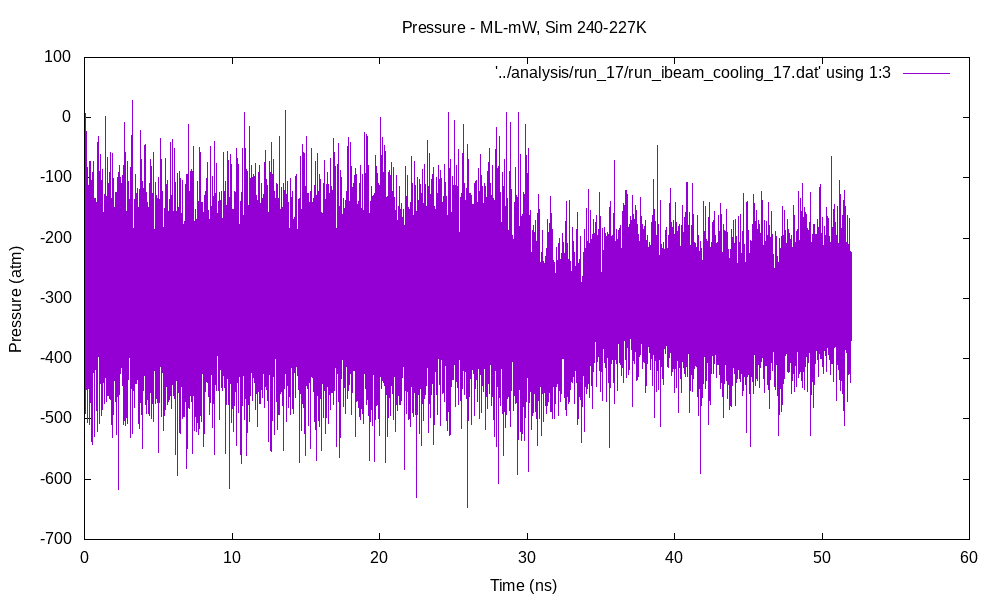 Pressure - ML-mW, Sim 240-227K
'../analysis/run_17/run_ibeam_cooling_17.dat' using 1:3
Pressure (atm)
100
0
-100
-200
-300
-400
-500
-600
-700
0 10 20 30 40 50 60
Time (ns)